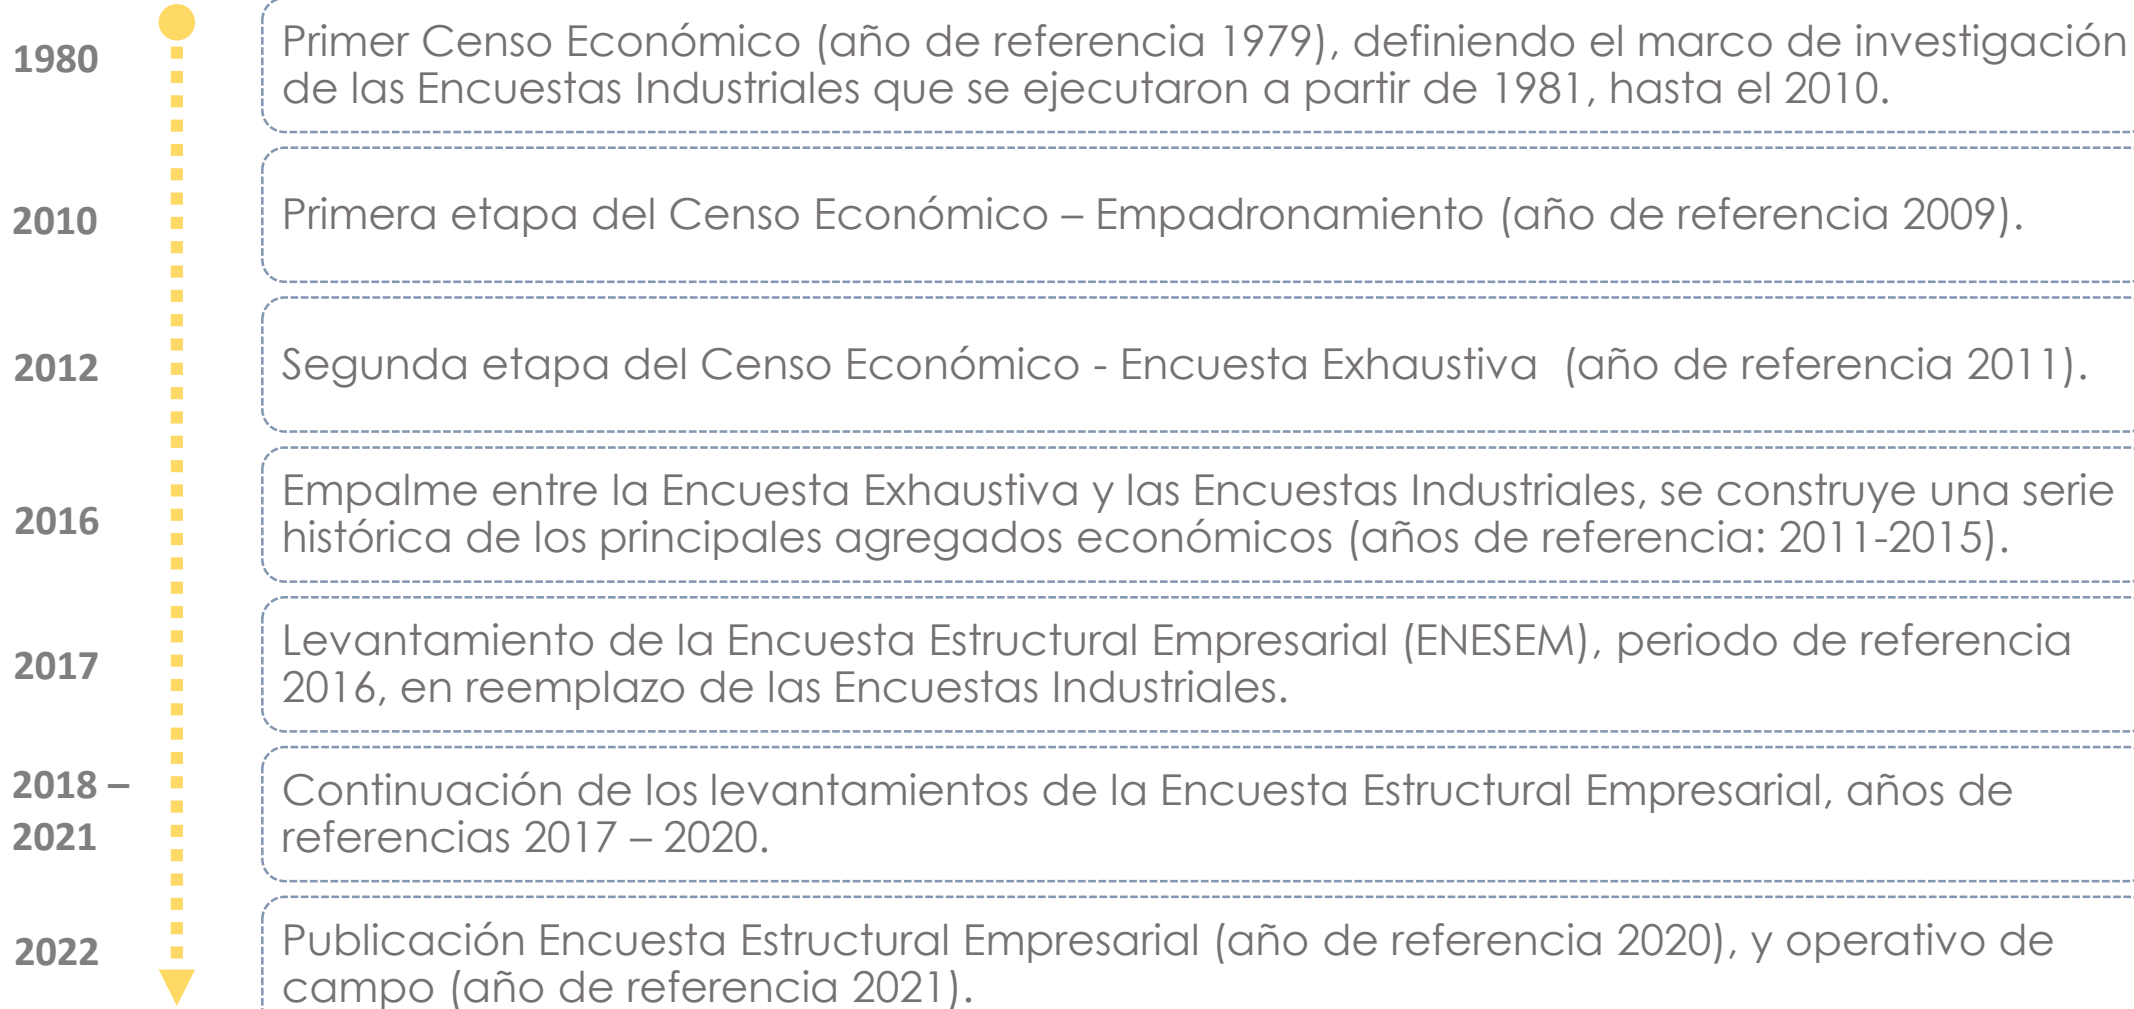 1980
Primer Censo Económico (año de referencia 1979), definiendo el marco de investigación
de las Encuestas Industriales que se ejecutaron a partir de 1981, hasta el 2010.
2010
Primera etapa del Censo Económico – Empadronamiento (año de referencia 2009).
2012
Segunda etapa del Censo Económico - Encuesta Exhaustiva  (año de referencia 2011).
2016
Empalme entre la Encuesta Exhaustiva y las Encuestas Industriales, se construye una serie
histórica de los principales agregados económicos (años de referencia: 2011-2015).
2017
Levantamiento de la Encuesta Estructural Empresarial (ENESEM), periodo de referencia
2016, en reemplazo de las Encuestas Industriales.
2018 –
2021
Continuación de los levantamientos de la Encuesta Estructural Empresarial, años de
referencias 2017 – 2020.
2022
Publicación Encuesta Estructural Empresarial (año de referencia 2020), y operativo de
campo (año de referencia 2021).